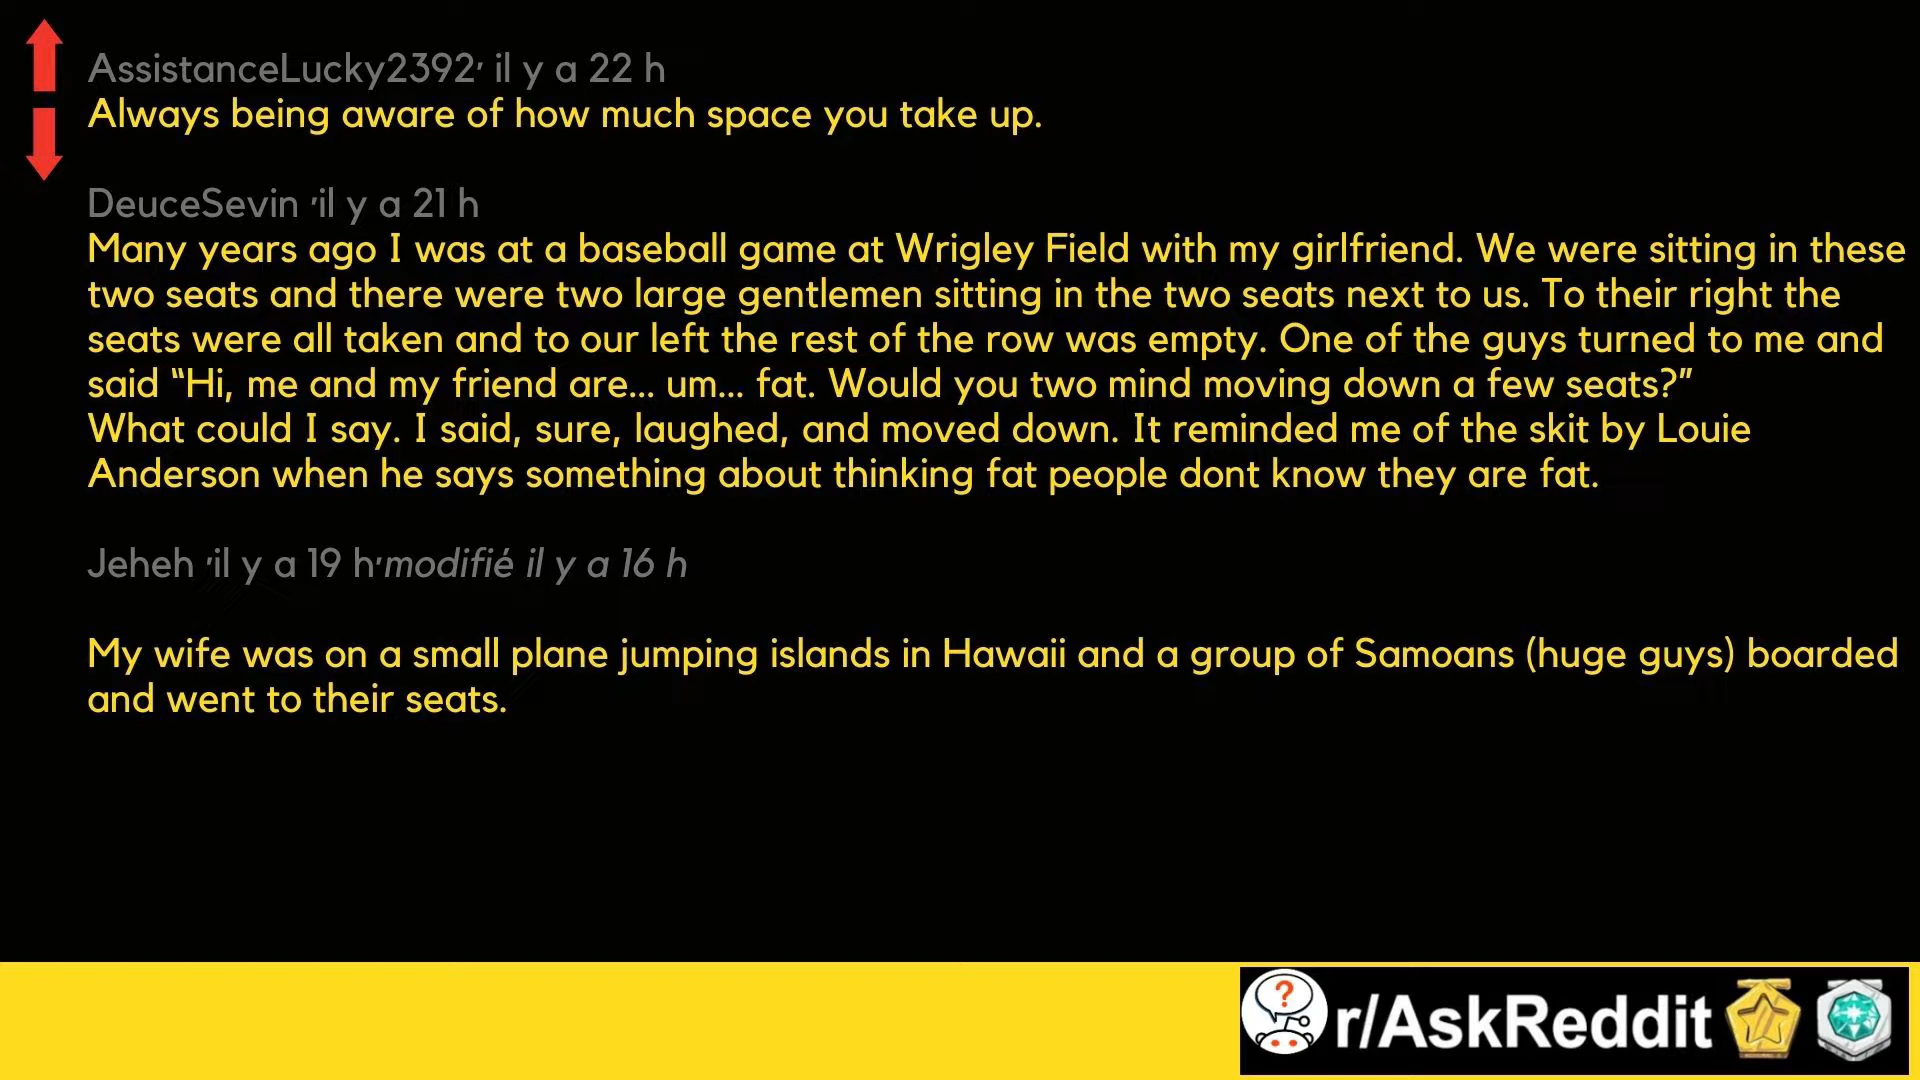 AssistanceLucky2392· il y a 22 h
Always being aware of how much space you take up.
DeuceSevin ·il y a 21 h
Many years ago I was at a baseball game at Wrigley Field with my girlfriend. We were sitting in these
two seats and there were two large gentlemen sitting in the two seats next to us. To their right the
seats were all taken and to our left the rest of the row was empty. One of the guys turned to me and
said “Hi, me and my friend are... um... fat. Would you two mind moving down a few seats?”
What could I say. I said, sure, laughed, and moved down. It reminded me of the skit by Louie
Anderson when he says something about thinking fat people dont know they are fat.
Jeheh ·il y a 19 h·modifié il y a 16 h
My wife was on a small plane jumping islands in Hawaii and a group of Samoans (huge guys) boarded
and went to their seats.
?
r/AskReddit